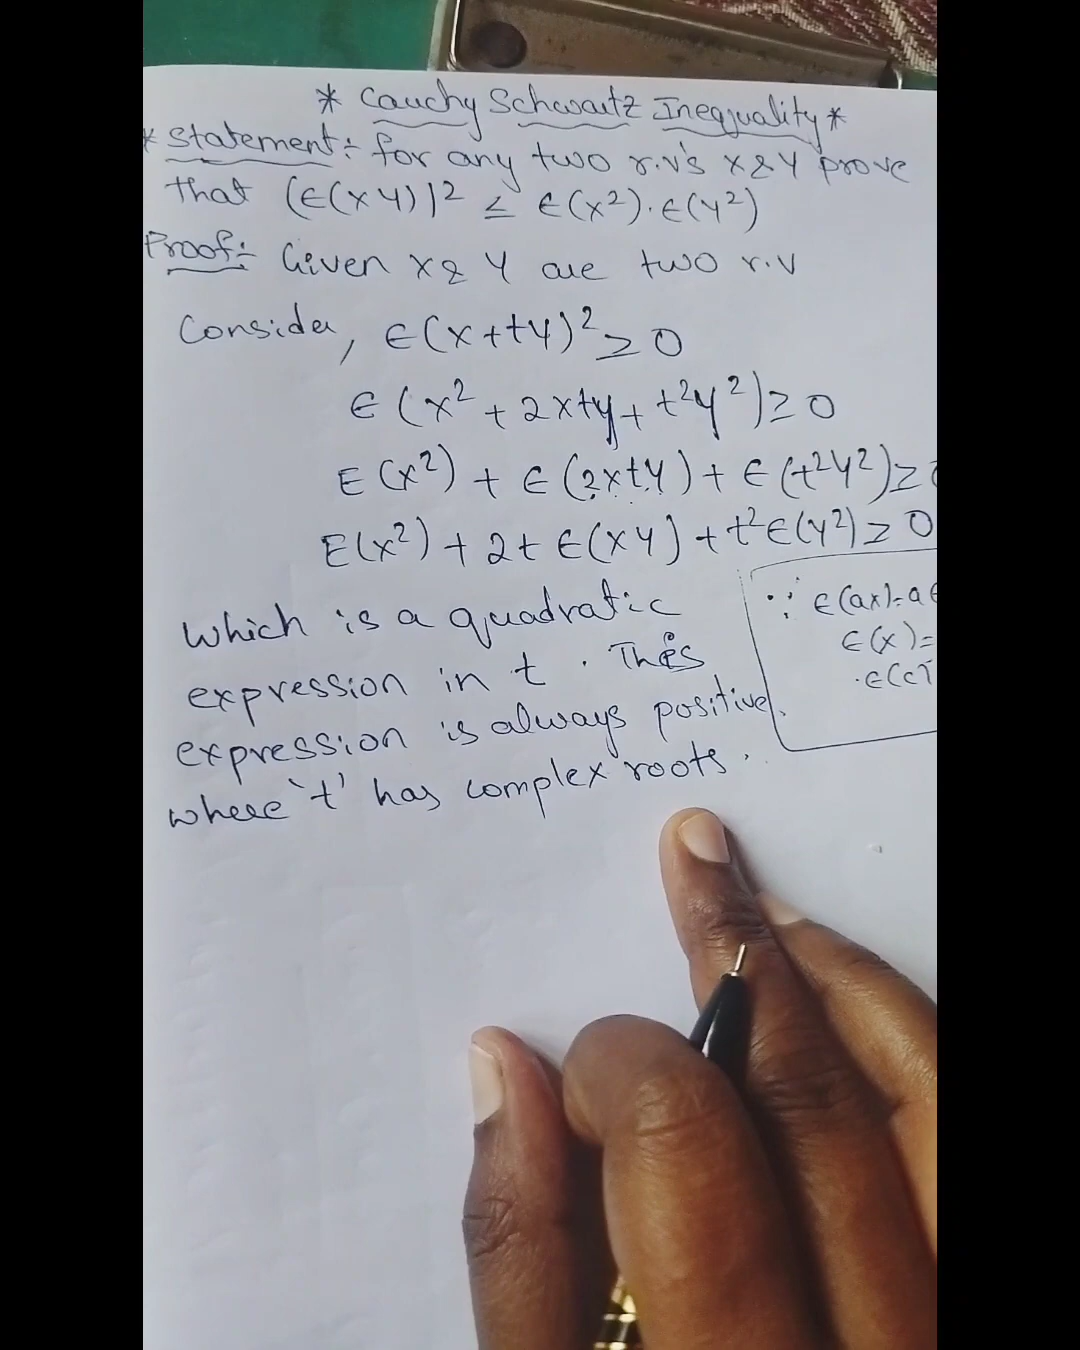 * Cauchy Schwartz Inequality *
* Statement:- for any two r.v's x & y prove
that (E(xy))² ≤ E(x²).E(y²)
Proof:- Given x & y are two r.v
Consider, E(x+ty)² ≥ 0
E(x² + 2xty + t²y²) ≥ 0
E(x²) + E(2xty) + E(t²y²) ≥ 0
E(x²) + 2t E(xy) + t²E(y²) ≥ 0
∵ E(ax)=a E
E(x)=
E(c)
which is a quadratic
expression in t. This
expression is always positive.
where 't' has complex roots.